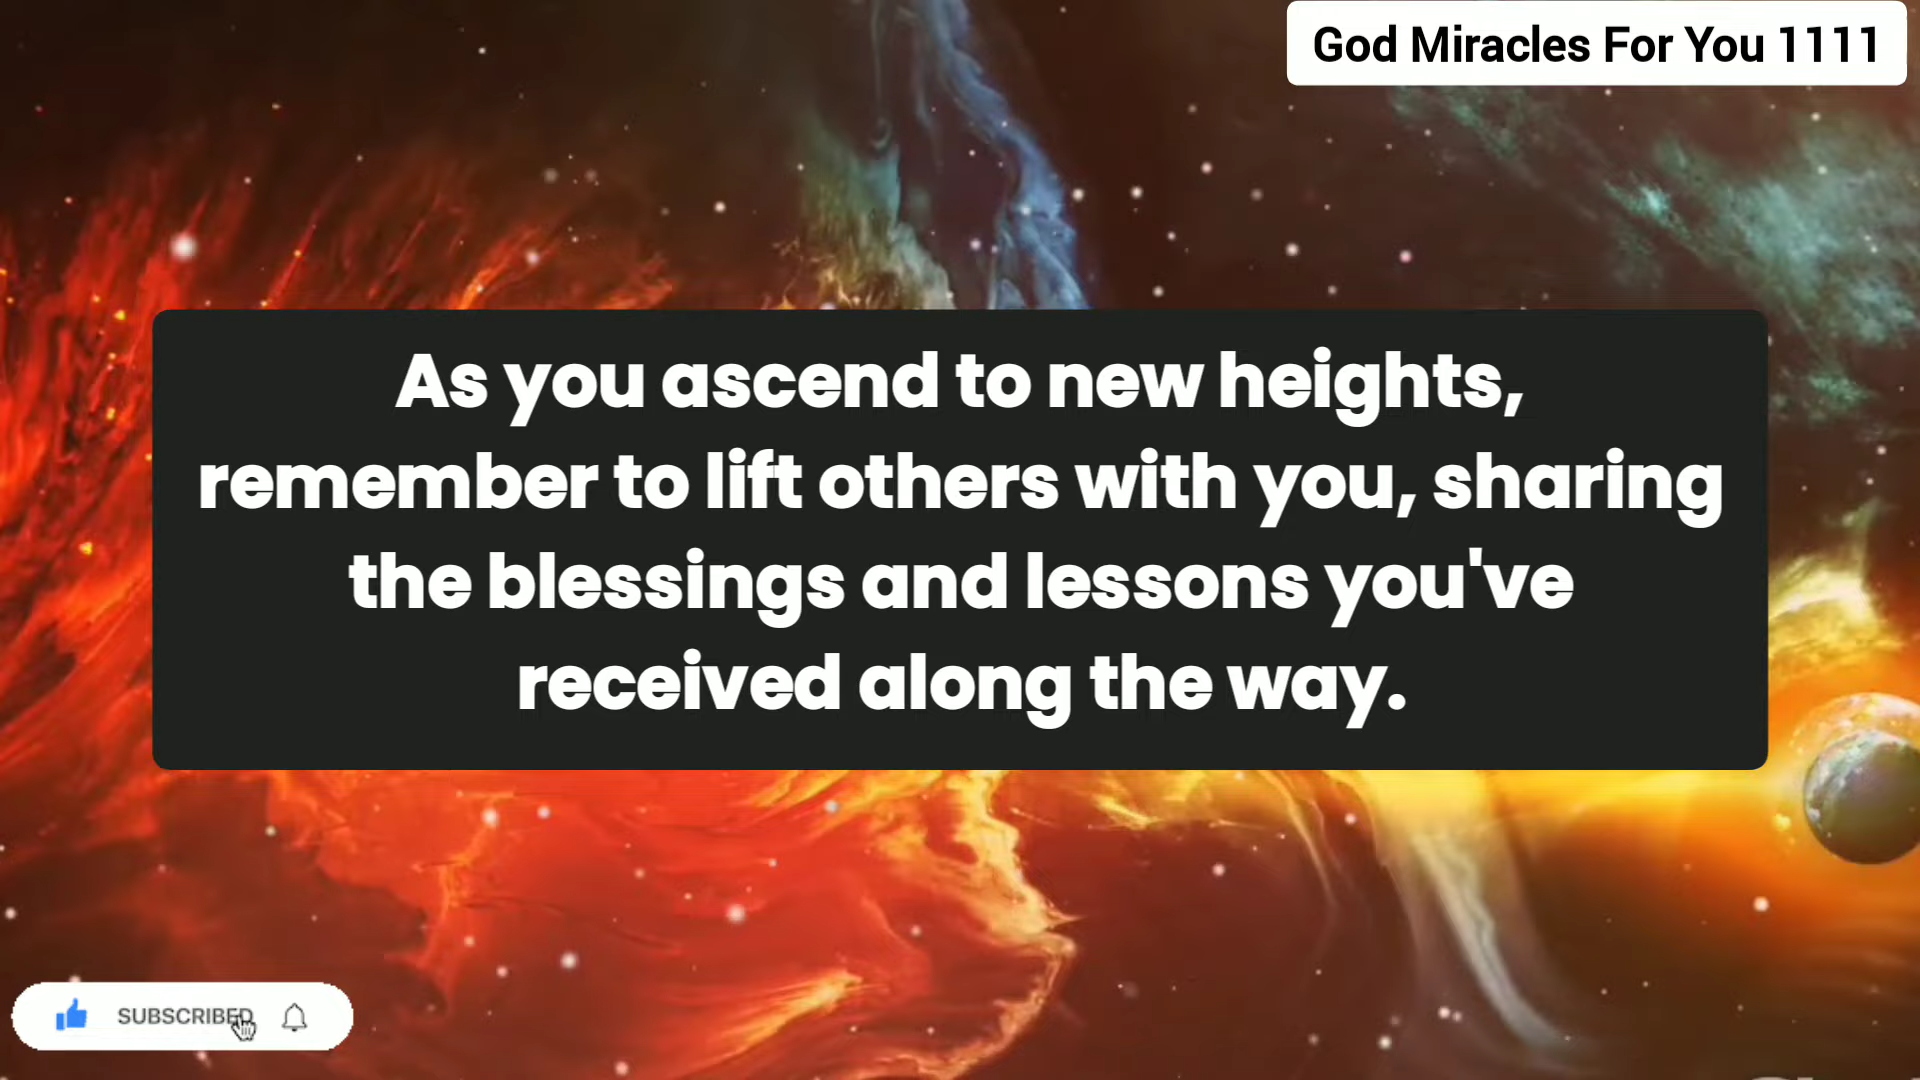 God Miracles For You 1111
As you ascend to new heights,
remember to lift others with you, sharing
the blessings and lessons you've
received along the way.
SUBSCRIBED